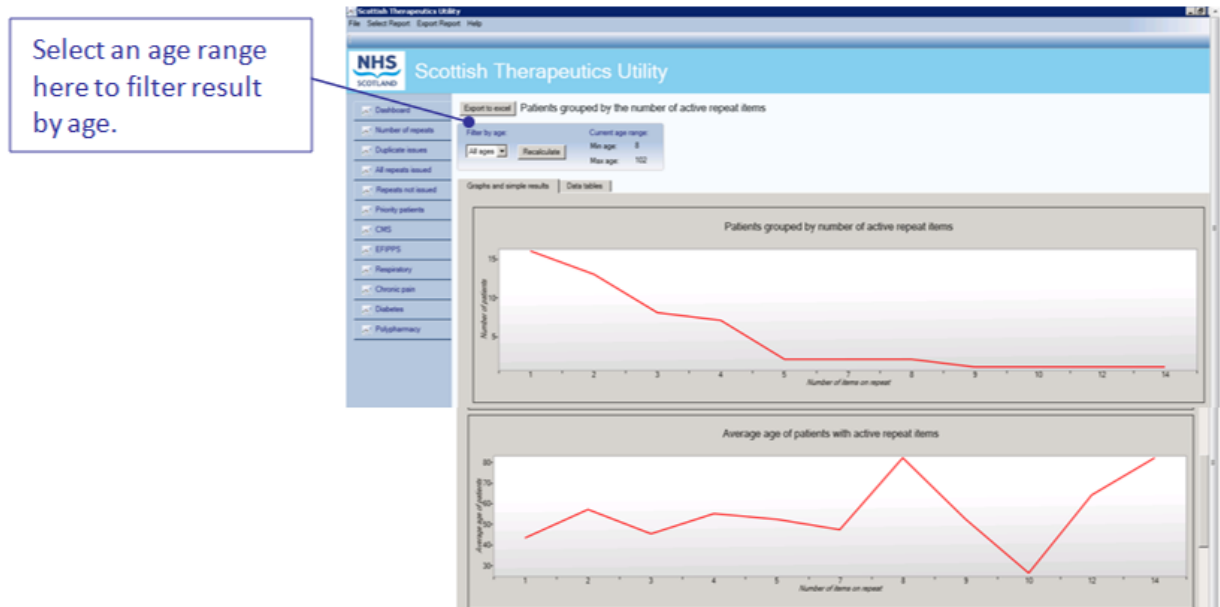 Select an age range
here to filter result
by age.
Scottish Therapeutics Utility
File Select Report Export Report Help
NHS
SCOTLAND
Scottish Therapeutics Utility
Dashboard
Number of repeats
Duplicate issues
All repeats issued
Repeats not issued
Priority patients
CMS
EFIPPS
Respiratory
Chronic pain
Diabetes
Polypharmacy
Export to excel Patients grouped by the number of active repeat items
Filter by age: Current age range:
All ages Recalculate Min age: 8
Max age: 102
Graphs and simple results Data tables
Patients grouped by number of active repeat items
Number of patients
15
10
5
1 2 3 4 5 7 8 9 10 12 14
Number of items on repeat
Average age of patients with active repeat items
Average age of patients
80
70
60
50
40
30
1 2 3 4 5 7 8 9 10 12 14
Number of items on repeat